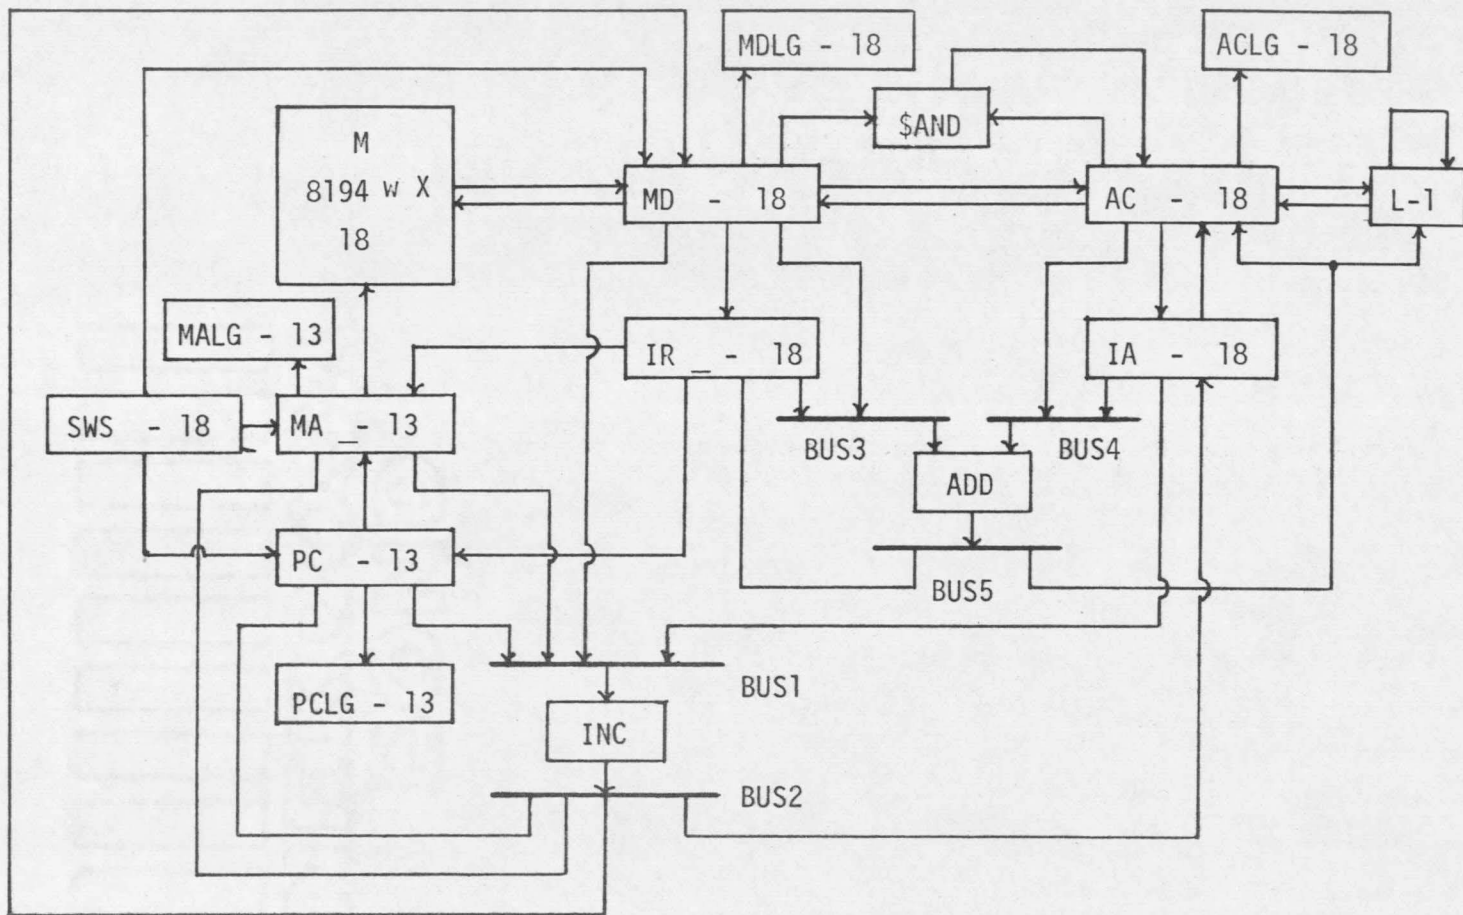 MDLG - 18
ACLG - 18
$AND
M
8194 w X
18
MD - 18
AC - 18
L-1
MALG - 13
IR _ - 18
IA - 18
SWS - 18
MA _- 13
BUS3
BUS4
ADD
PC - 13
BUS5
PCLG - 13
BUS1
INC
BUS2